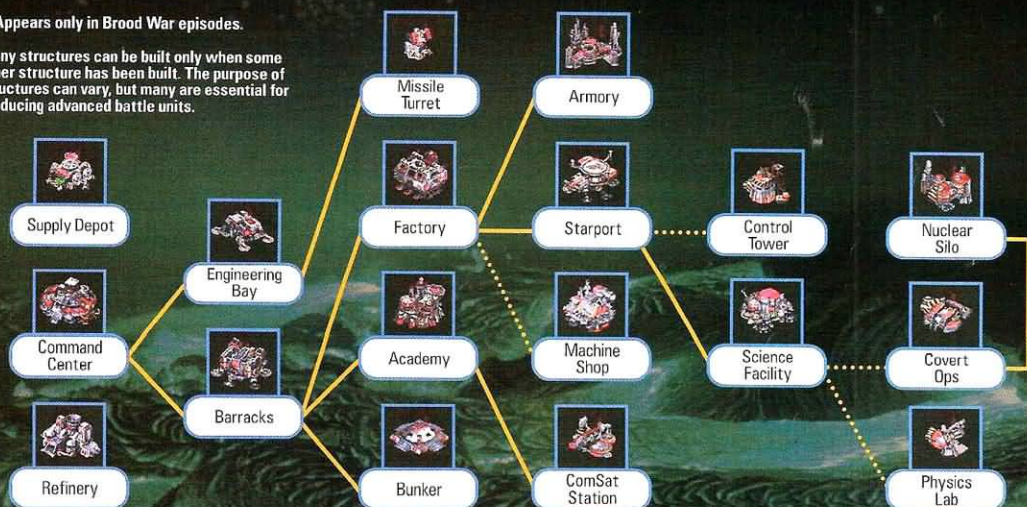 Appears only in Brood War episodes.
ny structures can be built only when some
er structure has been built. The purpose of
uctures can vary, but many are essential for
ducing advanced battle units.
Missile
Turret
Armory
Supply Depot
Engineering
Bay
Factory
Starport
Control
Tower
Nuclear
Silo
Command
Center
Barracks
Academy
Machine
Shop
Science
Facility
Covert
Ops
Refinery
Bunker
ComSat
Station
Physics
Lab